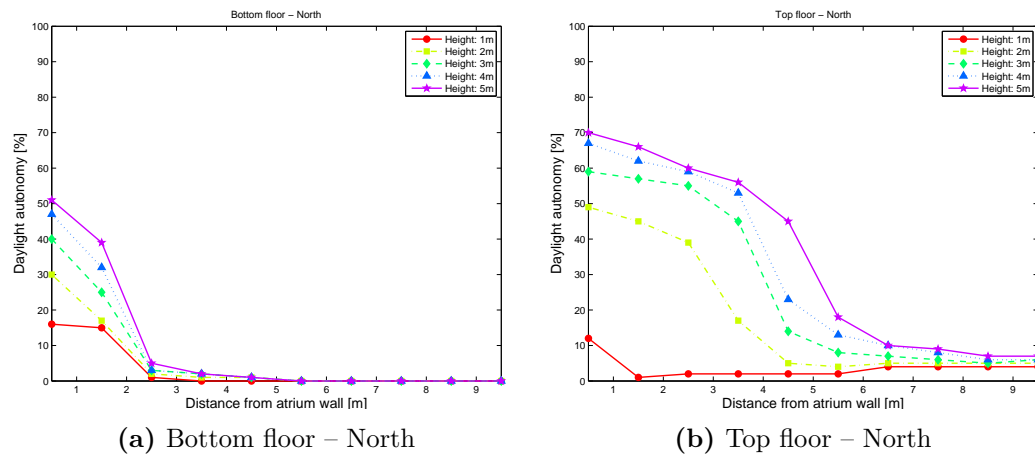 Bottom floor – North
100
90
80
70
60
50
40
30
20
10
0
Daylight autonomy [%]
1 2 3 4 5 6 7 8 9
Distance from atrium wall [m]
Height: 1m
Height: 2m
Height: 3m
Height: 4m
Height: 5m
(a) Bottom floor – North
Top floor – North
100
90
80
70
60
50
40
30
20
10
0
Daylight autonomy [%]
1 2 3 4 5 6 7 8 9
Distance from atrium wall [m]
Height: 1m
Height: 2m
Height: 3m
Height: 4m
Height: 5m
(b) Top floor – North